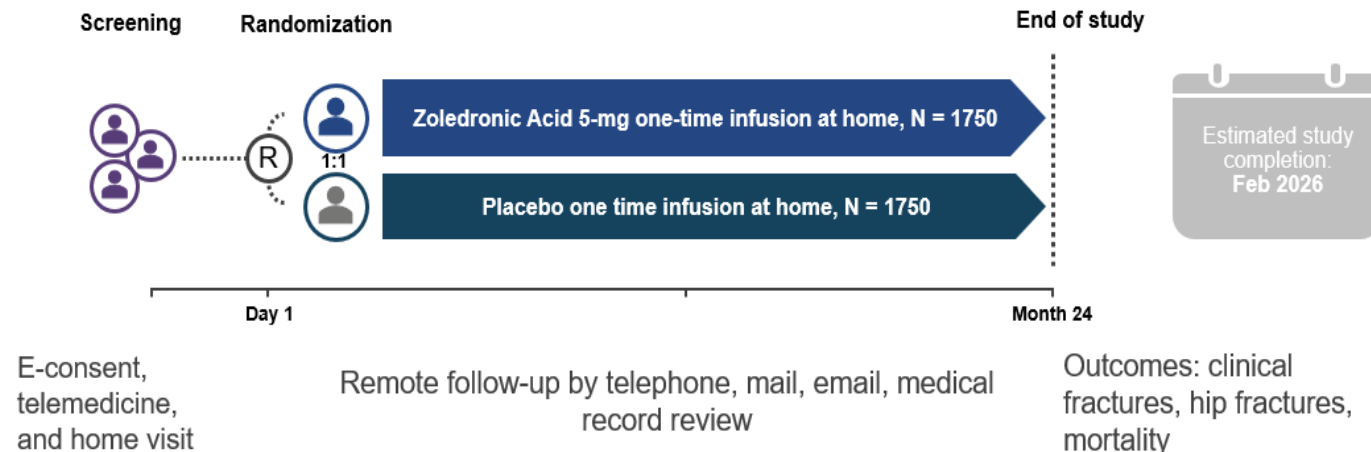 Screening
Randomization
End of study
Zoledronic Acid 5-mg one-time infusion at home, N = 1750
R
1:1
Placebo one time infusion at home, N = 1750
Estimated study
completion:
Feb 2026
Day 1
Month 24
E-consent,
telemedicine,
and home visit
Remote follow-up by telephone, mail, email, medical
record review
Outcomes: clinical
fractures, hip fractures,
mortality